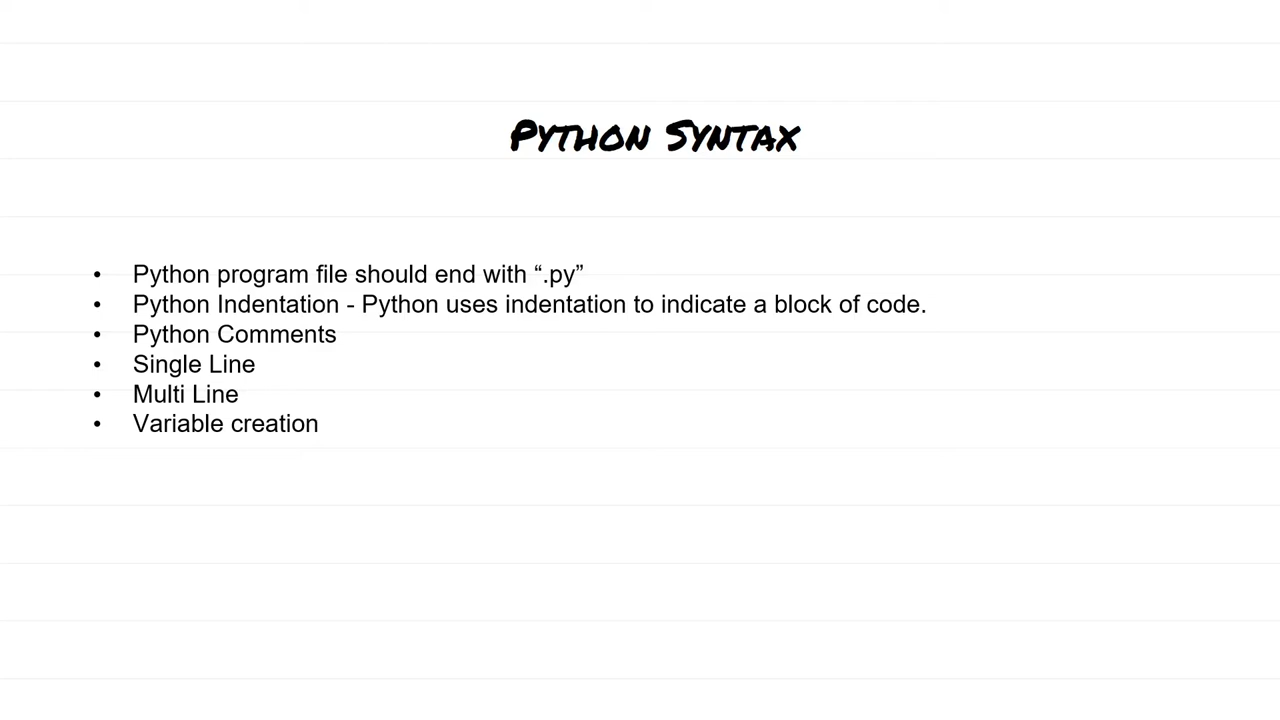 Python Syntax
• Python program file should end with “.py”
• Python Indentation - Python uses indentation to indicate a block of code.
• Python Comments
• Single Line
• Multi Line
• Variable creation